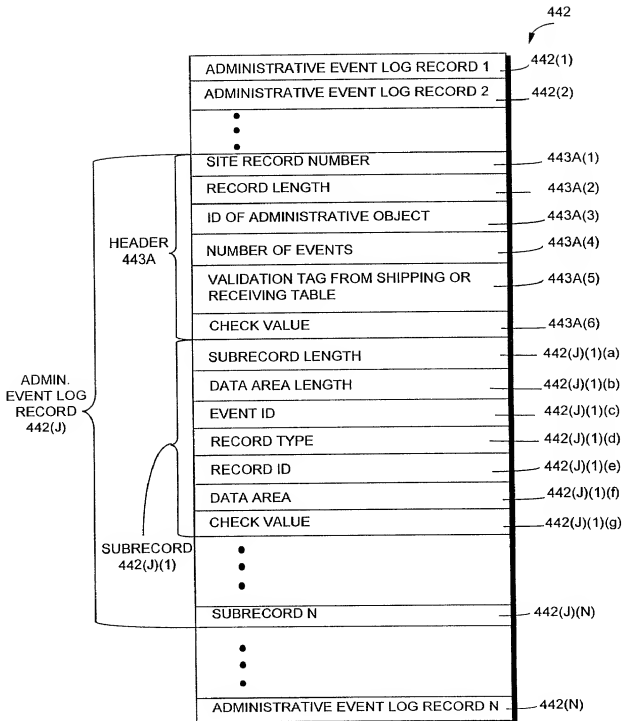 442
ADMINISTRATIVE EVENT LOG RECORD 1 442(1)
ADMINISTRATIVE EVENT LOG RECORD 2 442(2)
SITE RECORD NUMBER 443A(1)
RECORD LENGTH 443A(2)
ID OF ADMINISTRATIVE OBJECT 443A(3)
HEADER
443A
NUMBER OF EVENTS 443A(4)
VALIDATION TAG FROM SHIPPING OR
RECEIVING TABLE
443A(5)
CHECK VALUE 443A(6)
SUBRECORD LENGTH 442(J)(1)(a)
ADMIN.
EVENT LOG
RECORD
442(J)
DATA AREA LENGTH 442(J)(1)(b)
EVENT ID 442(J)(1)(c)
RECORD TYPE 442(J)(1)(d)
RECORD ID 442(J)(1)(e)
DATA AREA 442(J)(1)(f)
CHECK VALUE 442(J)(1)(g)
SUBRECORD
442(J)(1)
SUBRECORD N 442(J)(N)
ADMINISTRATIVE EVENT LOG RECORD N 442(N)